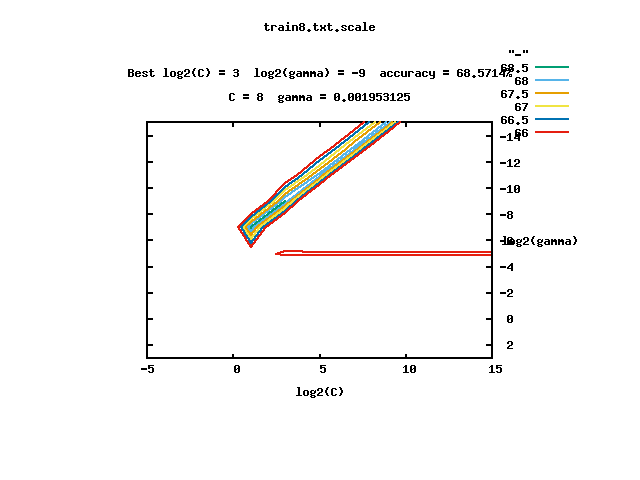 train8.txt.scale
"-"
Best log2(C) = 3  log2(gamma) = -9  accuracy = 68.5714%
C = 8  gamma = 0.001953125
68.5
68
67.5
67
66.5
66
-14
-12
-10
-8
-6
log2(gamma)
-4
-2
0
2
-5 0 5 10 15
log2(C)